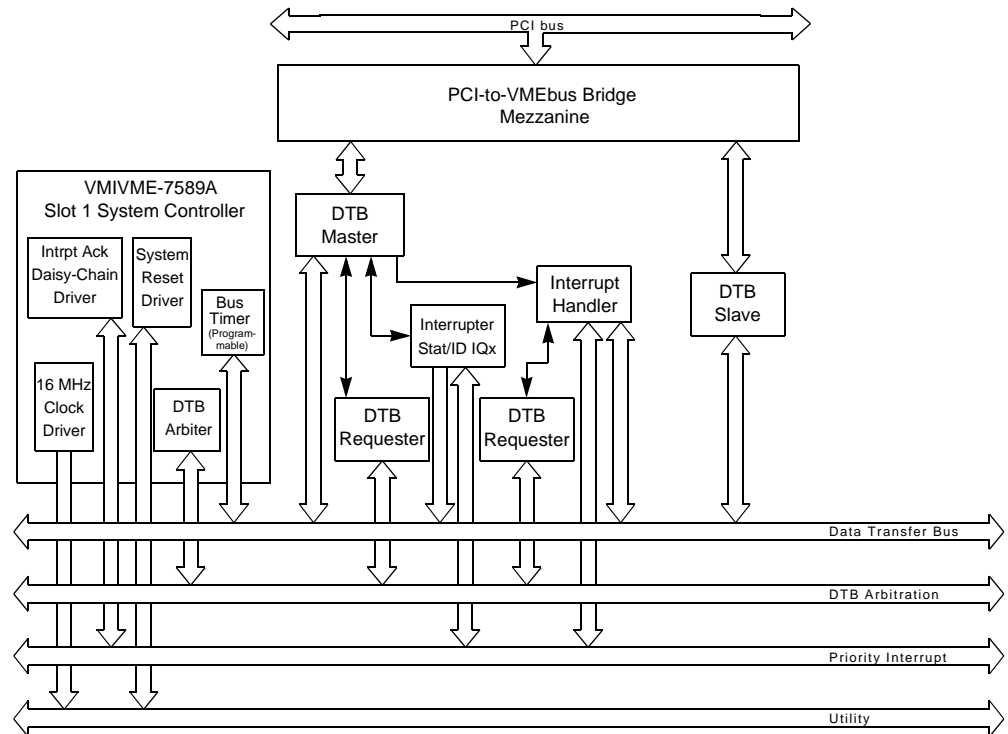 PCI bus
PCI-to-VMEbus Bridge
Mezzanine
VMIVME-7589A
Slot 1 System Controller
Intrpt Ack
Daisy-Chain
Driver
System
Reset
Driver
Bus
Timer
(Program-
mable)
16 MHz
Clock
Driver
DTB
Arbiter
DTB
Master
Interrupter
Stat/ID IQx
Interrupt
Handler
DTB
Slave
DTB
Requester
DTB
Requester
Data Transfer Bus
DTB Arbitration
Priority Interrupt
Utility